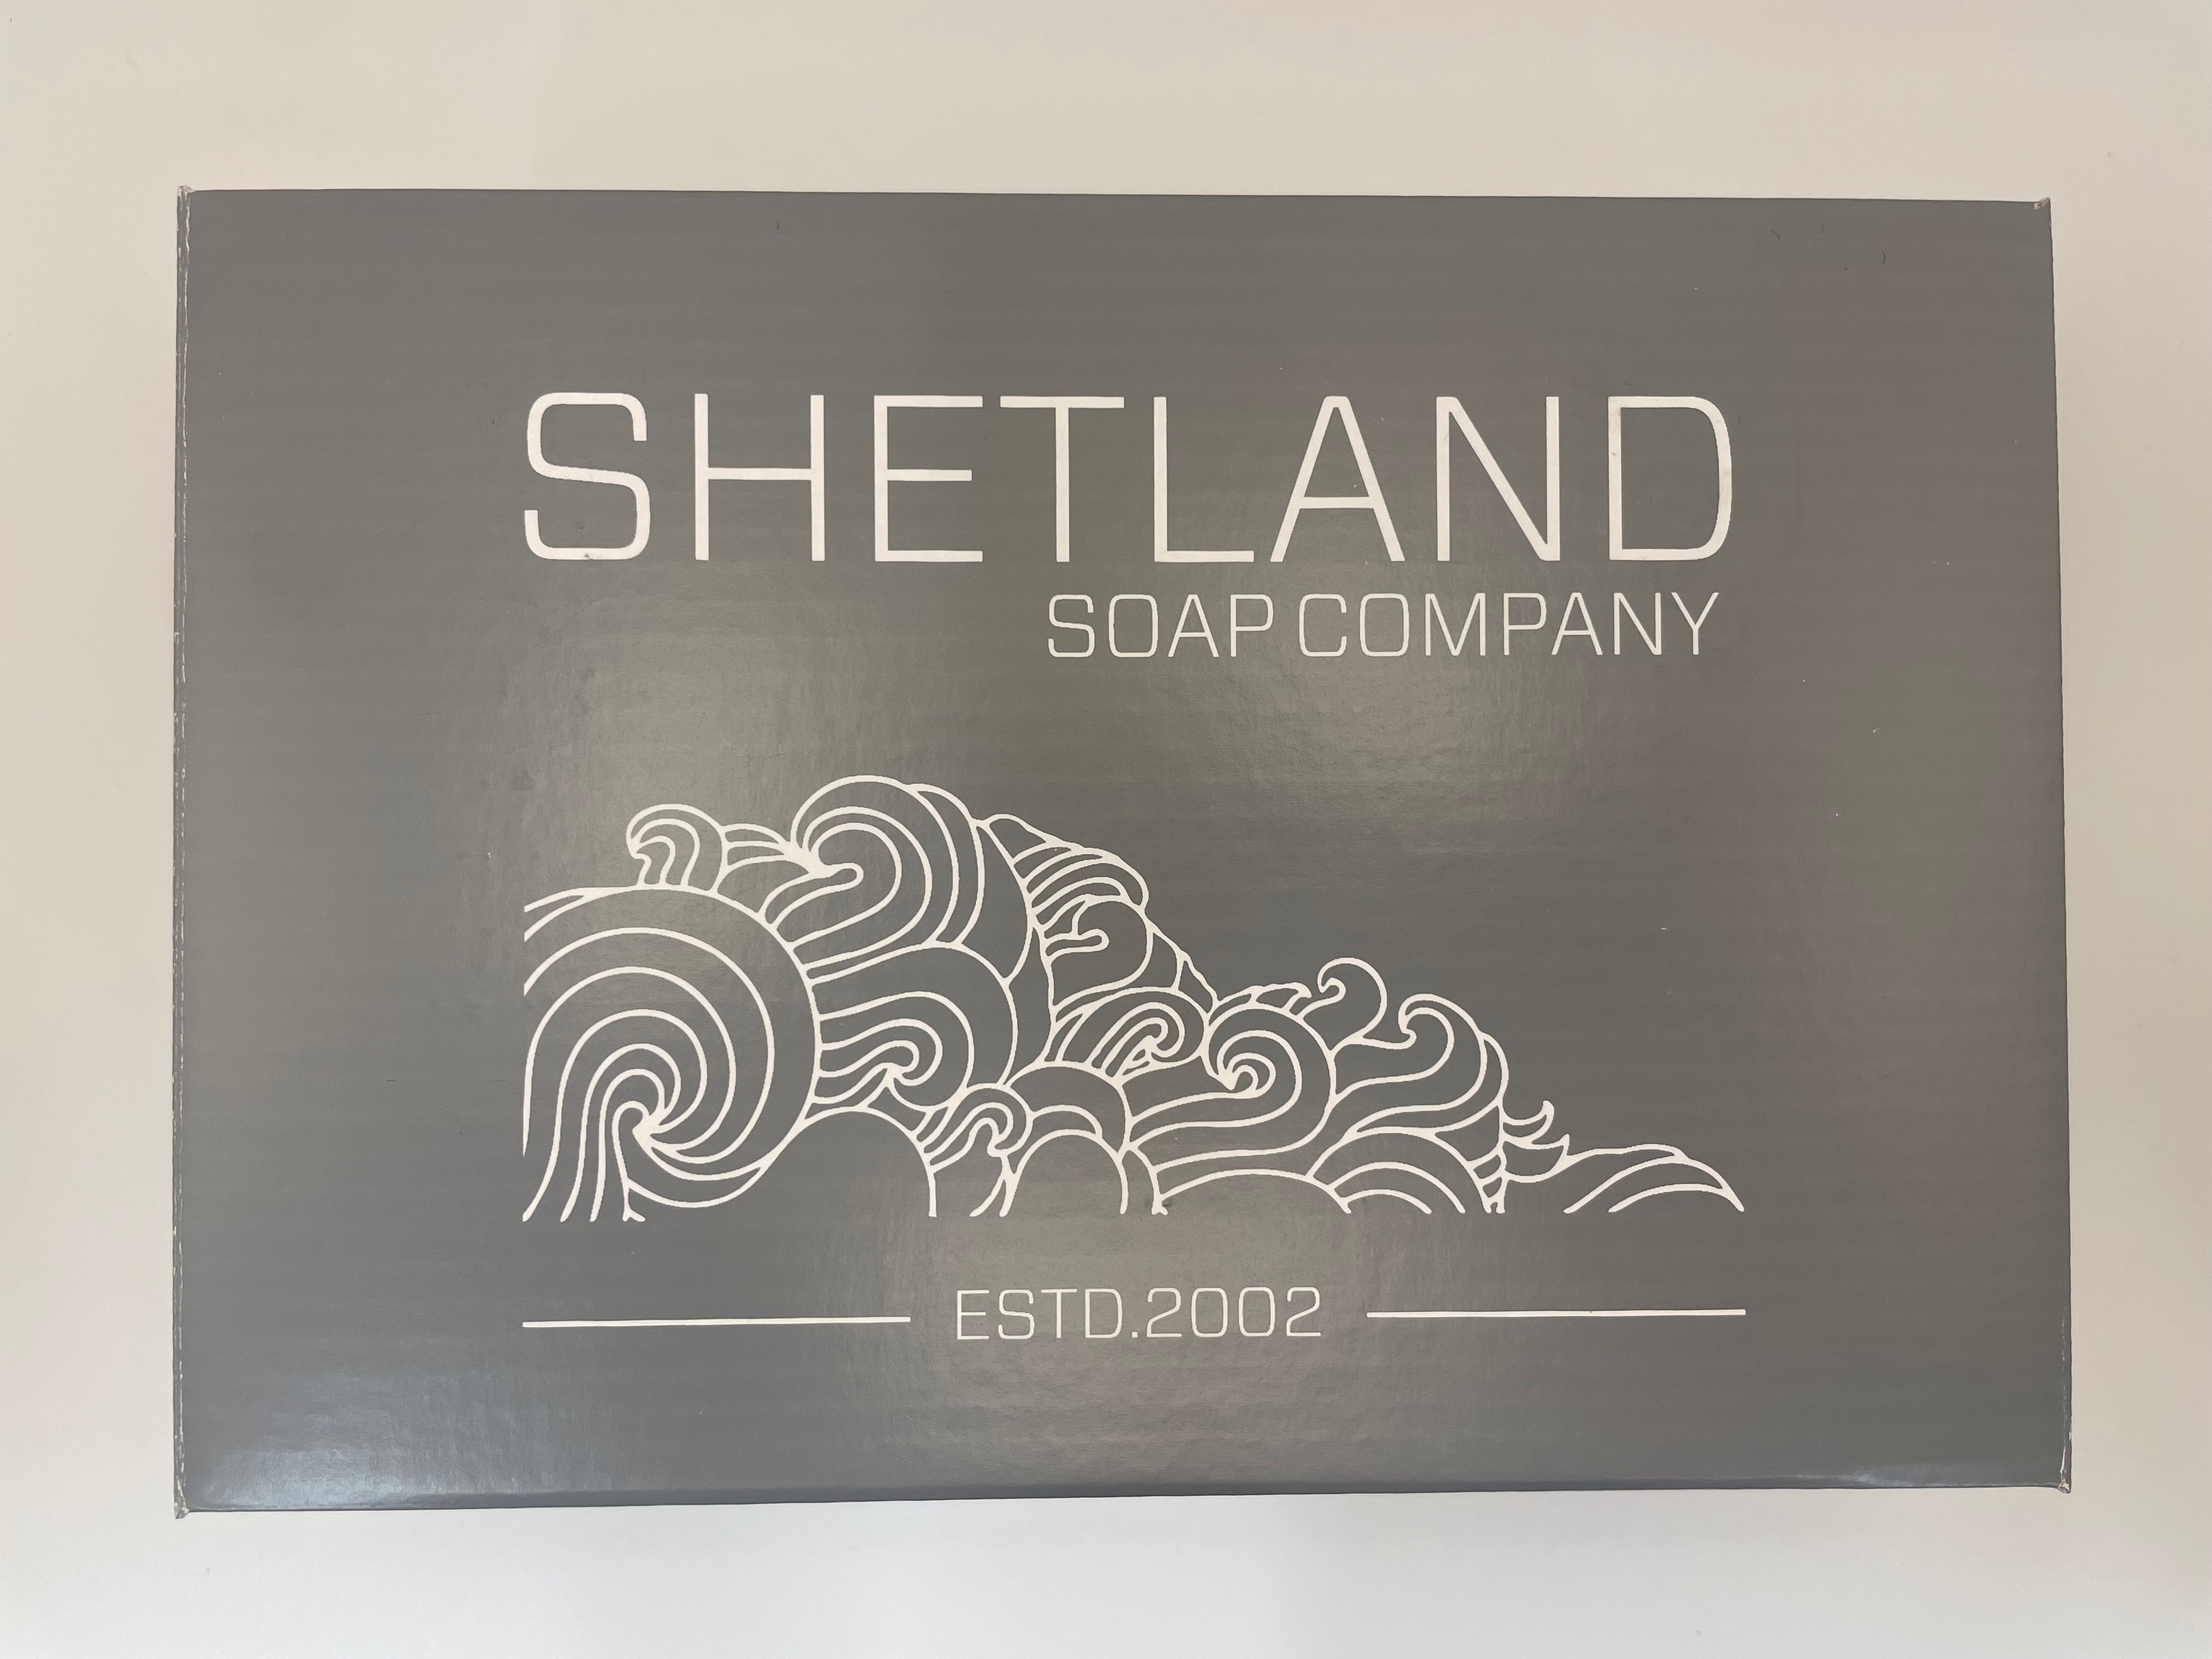 SHETLAND
SOAP COMPANY
ESTD.2002